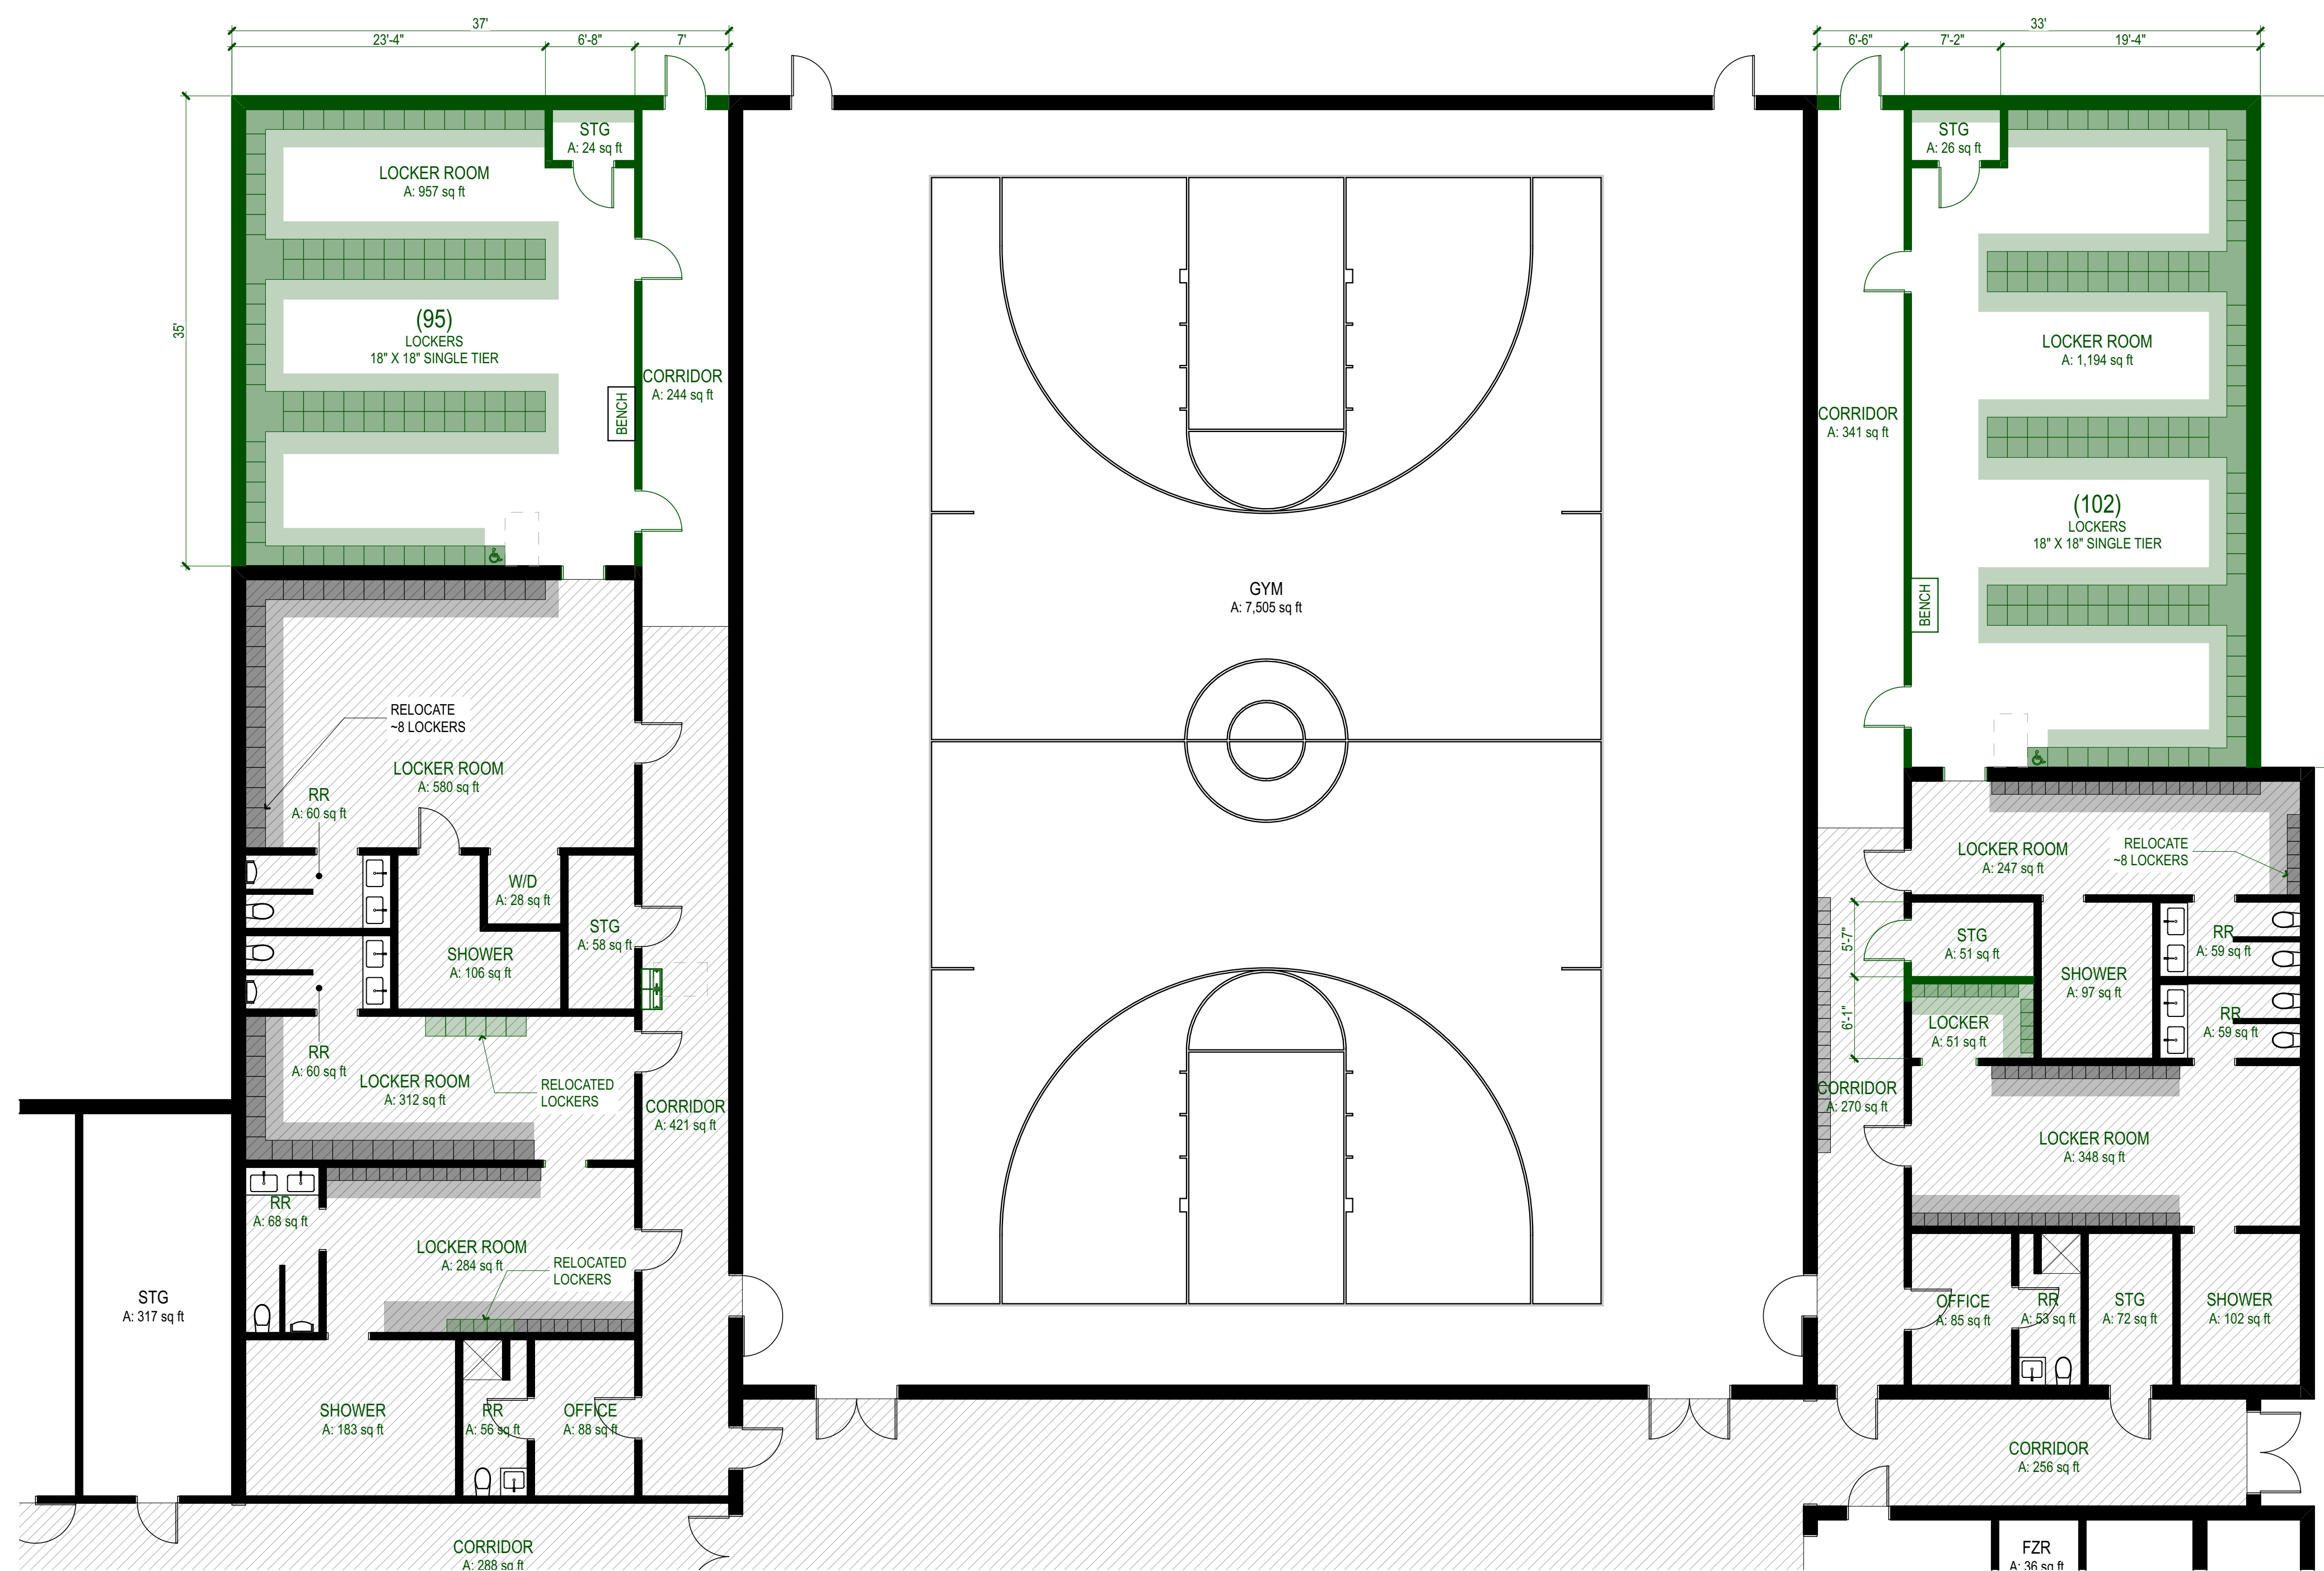 37'
23'-4"
6'-8"
7'
33'
6'-6"
7'-2"
19'-4"
35'
STG
A: 24 sq ft
LOCKER ROOM
A: 957 sq ft
(95)
LOCKERS
18" X 18" SINGLE TIER
BENCH
CORRIDOR
A: 244 sq ft
STG
A: 26 sq ft
LOCKER ROOM
A: 1,194 sq ft
CORRIDOR
A: 341 sq ft
(102)
LOCKERS
18" X 18" SINGLE TIER
BENCH
GYM
A: 7,505 sq ft
RELOCATE
~8 LOCKERS
LOCKER ROOM
A: 580 sq ft
RR
A: 60 sq ft
W/D
A: 28 sq ft
STG
A: 58 sq ft
SHOWER
A: 106 sq ft
RR
A: 60 sq ft
LOCKER ROOM
A: 312 sq ft
RELOCATED
LOCKERS
CORRIDOR
A: 421 sq ft
RR
A: 68 sq ft
LOCKER ROOM
A: 284 sq ft
RELOCATED
LOCKERS
STG
A: 317 sq ft
SHOWER
A: 183 sq ft
RR
A: 56 sq ft
OFFICE
A: 88 sq ft
CORRIDOR
A: 288 sq ft
LOCKER ROOM
A: 247 sq ft
RELOCATE
~8 LOCKERS
5'-7"
STG
A: 51 sq ft
SHOWER
A: 97 sq ft
RR
A: 59 sq ft
6'-1"
LOCKER
A: 51 sq ft
RR
A: 59 sq ft
CORRIDOR
A: 270 sq ft
LOCKER ROOM
A: 348 sq ft
OFFICE
A: 85 sq ft
RR
A: 53 sq ft
STG
A: 72 sq ft
SHOWER
A: 102 sq ft
CORRIDOR
A: 256 sq ft
FZR
A: 36 sq ft